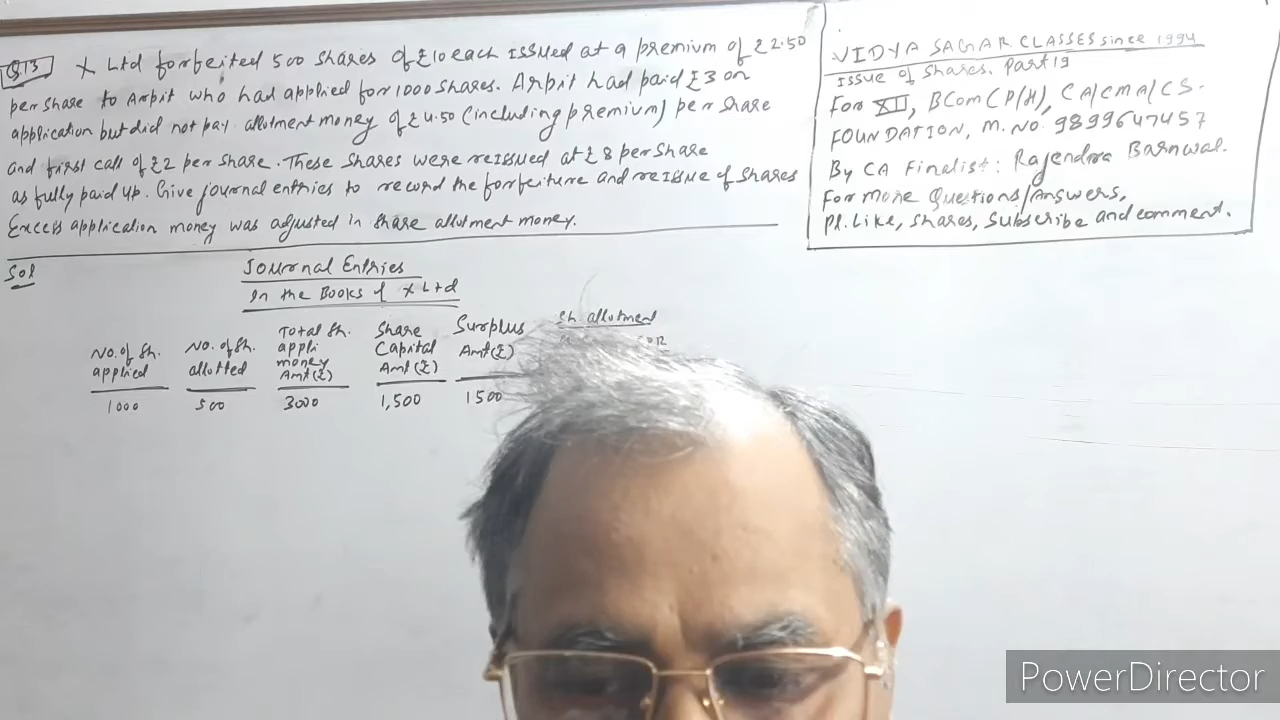 Q.13 X Ltd forfeited 500 shares of ₹10 each issued at a premium of ₹2.50
per share to Arpit who had applied for 1000 shares. Arpit had paid ₹3 on
application but did not pay allotment money of ₹4.50 (including premium) per share
and first call of ₹2 per share. These shares were reissued at ₹8 per share
as fully paid up. Give journal entries to record the forfeiture and reissue of shares
Excess application money was adjusted in share allotment money.
VIDYA SAGAR CLASSES since 1994
Issue of shares. Part 19
For XII, BCom (P/H), CA/CMA/CS.
FOUNDATION, M.NO. 9899647457
By CA Finalist: Rajendra Barnwal.
For more Questions/Answers,
Pl. Like, shares, Subscribe and comment.
Sol
Journal Entries
In the Books of X Ltd
No. of Sh. applied
No. of Sh. allotted
Total Sh. appli money Amt (₹)
Share Capital Amt (₹)
Surplus Amt (₹)
Sh. allotment
1000 500 3000 1,500 1500
PowerDirector